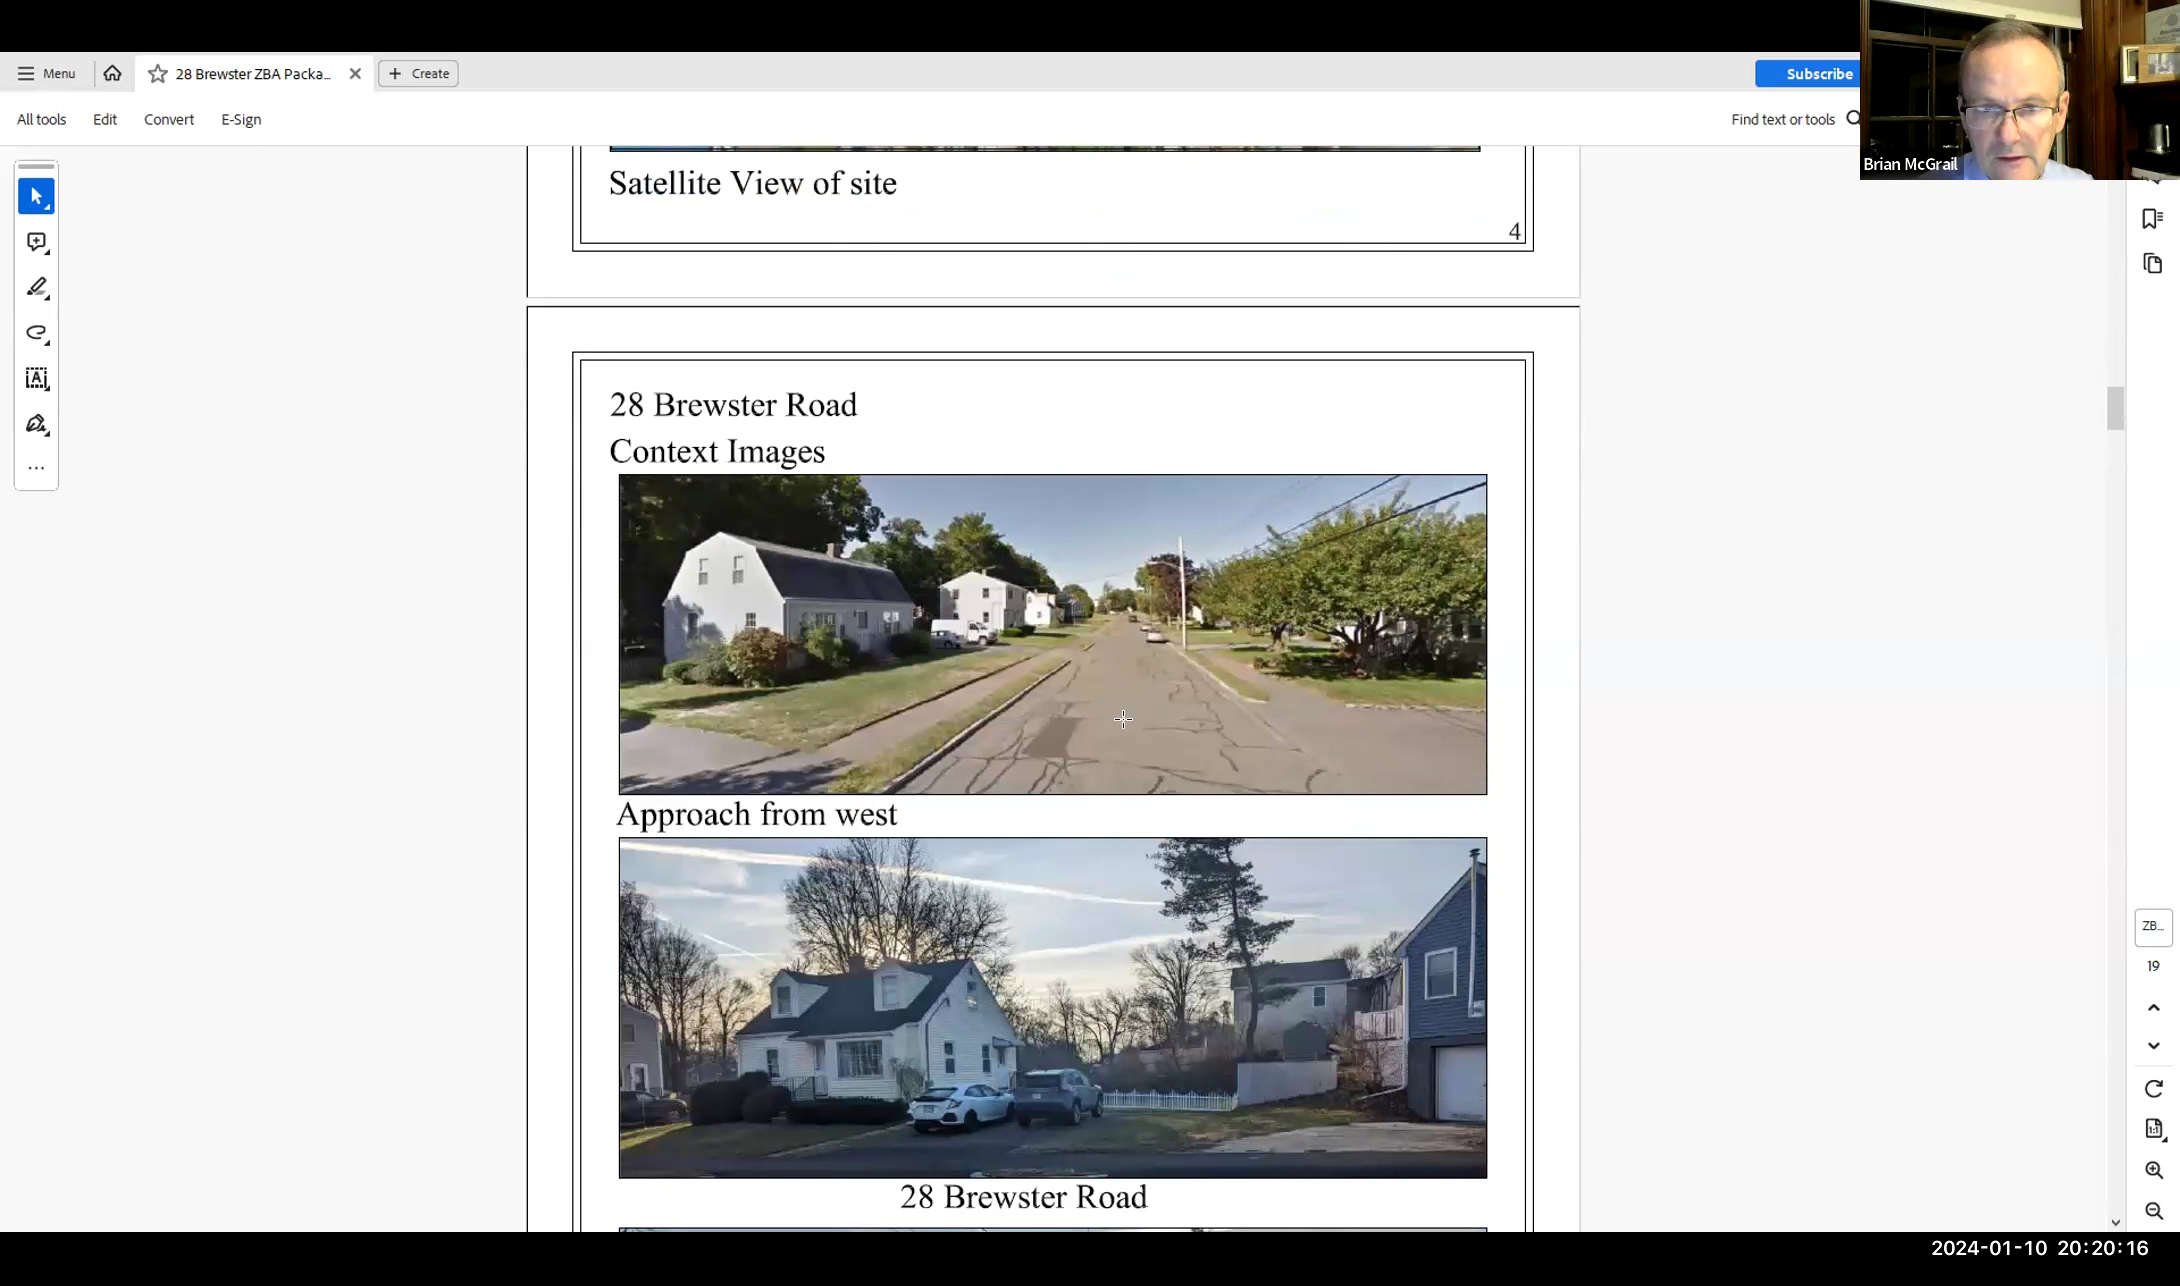 Menu
28 Brewster ZBA Packa...
Create
Subscribe
All tools
Edit
Convert
E-Sign
Find text or tools
Brian McGrail
Satellite View of site
4
28 Brewster Road
Context Images
Approach from west
28 Brewster Road
ZB...
19
1:1
2024-01-10 20:20:16